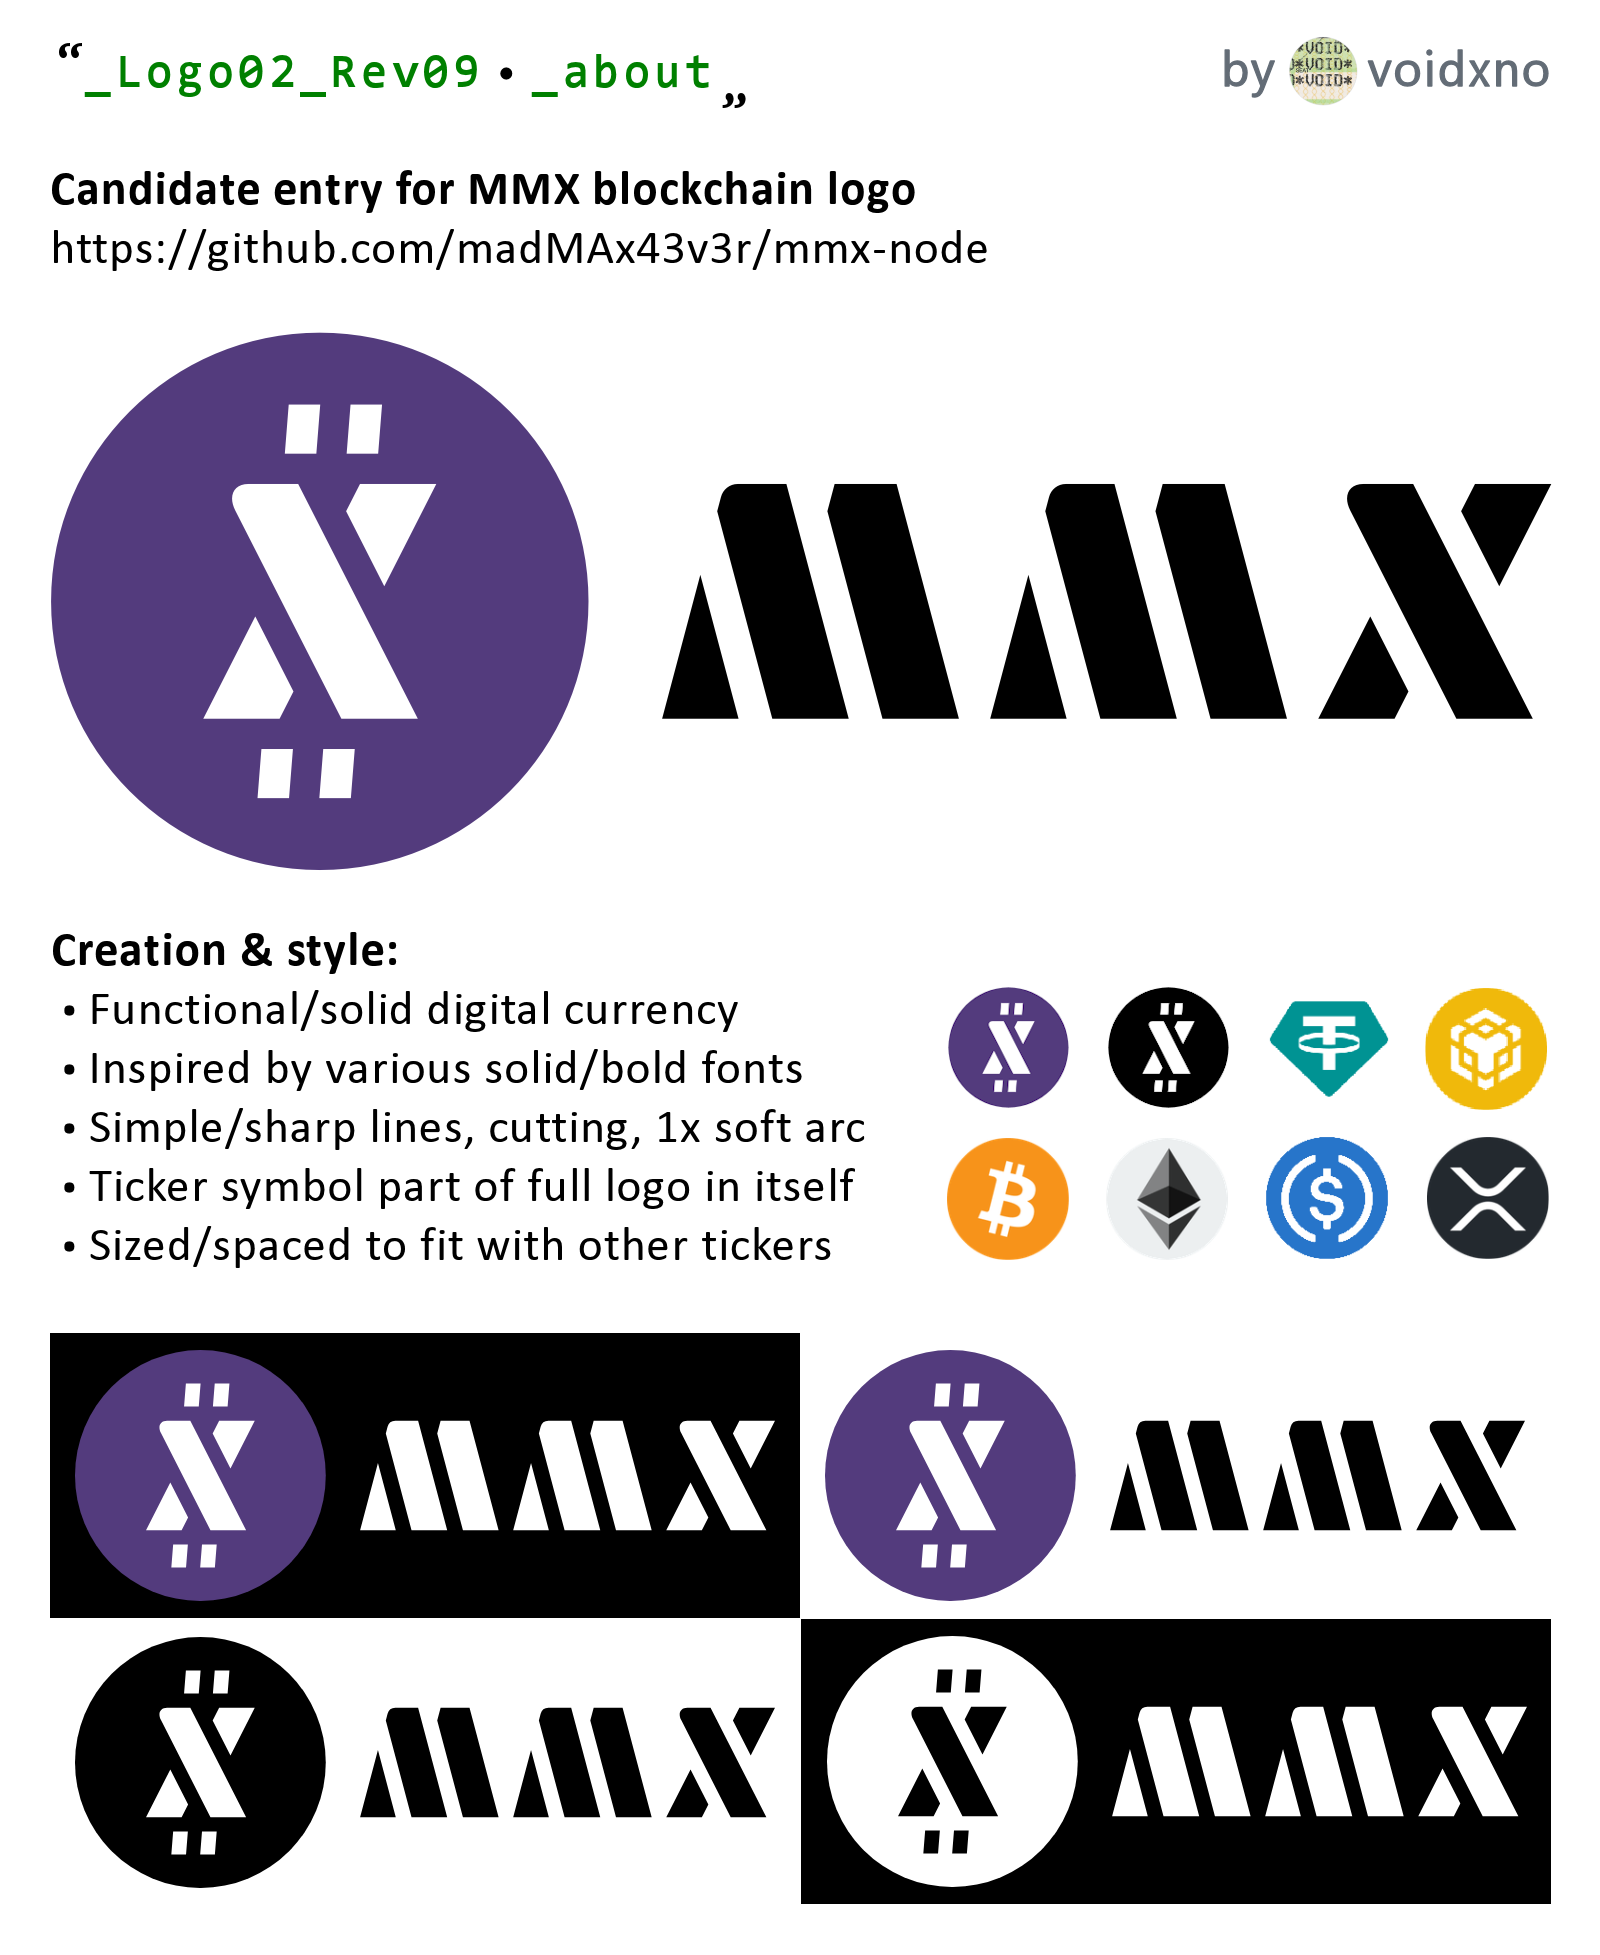 “_Logo02_Rev09 • _about„
by voidxno
*VOID*
*VOID*
*VOID*
Candidate entry for MMX blockchain logo
https://github.com/madMAx43v3r/mmx-node
X MMX
Creation & style:
• Functional/solid digital currency
• Inspired by various solid/bold fonts
• Simple/sharp lines, cutting, 1x soft arc
• Ticker symbol part of full logo in itself
• Sized/spaced to fit with other tickers
X MMX
X MMX
X MMX
X MMX